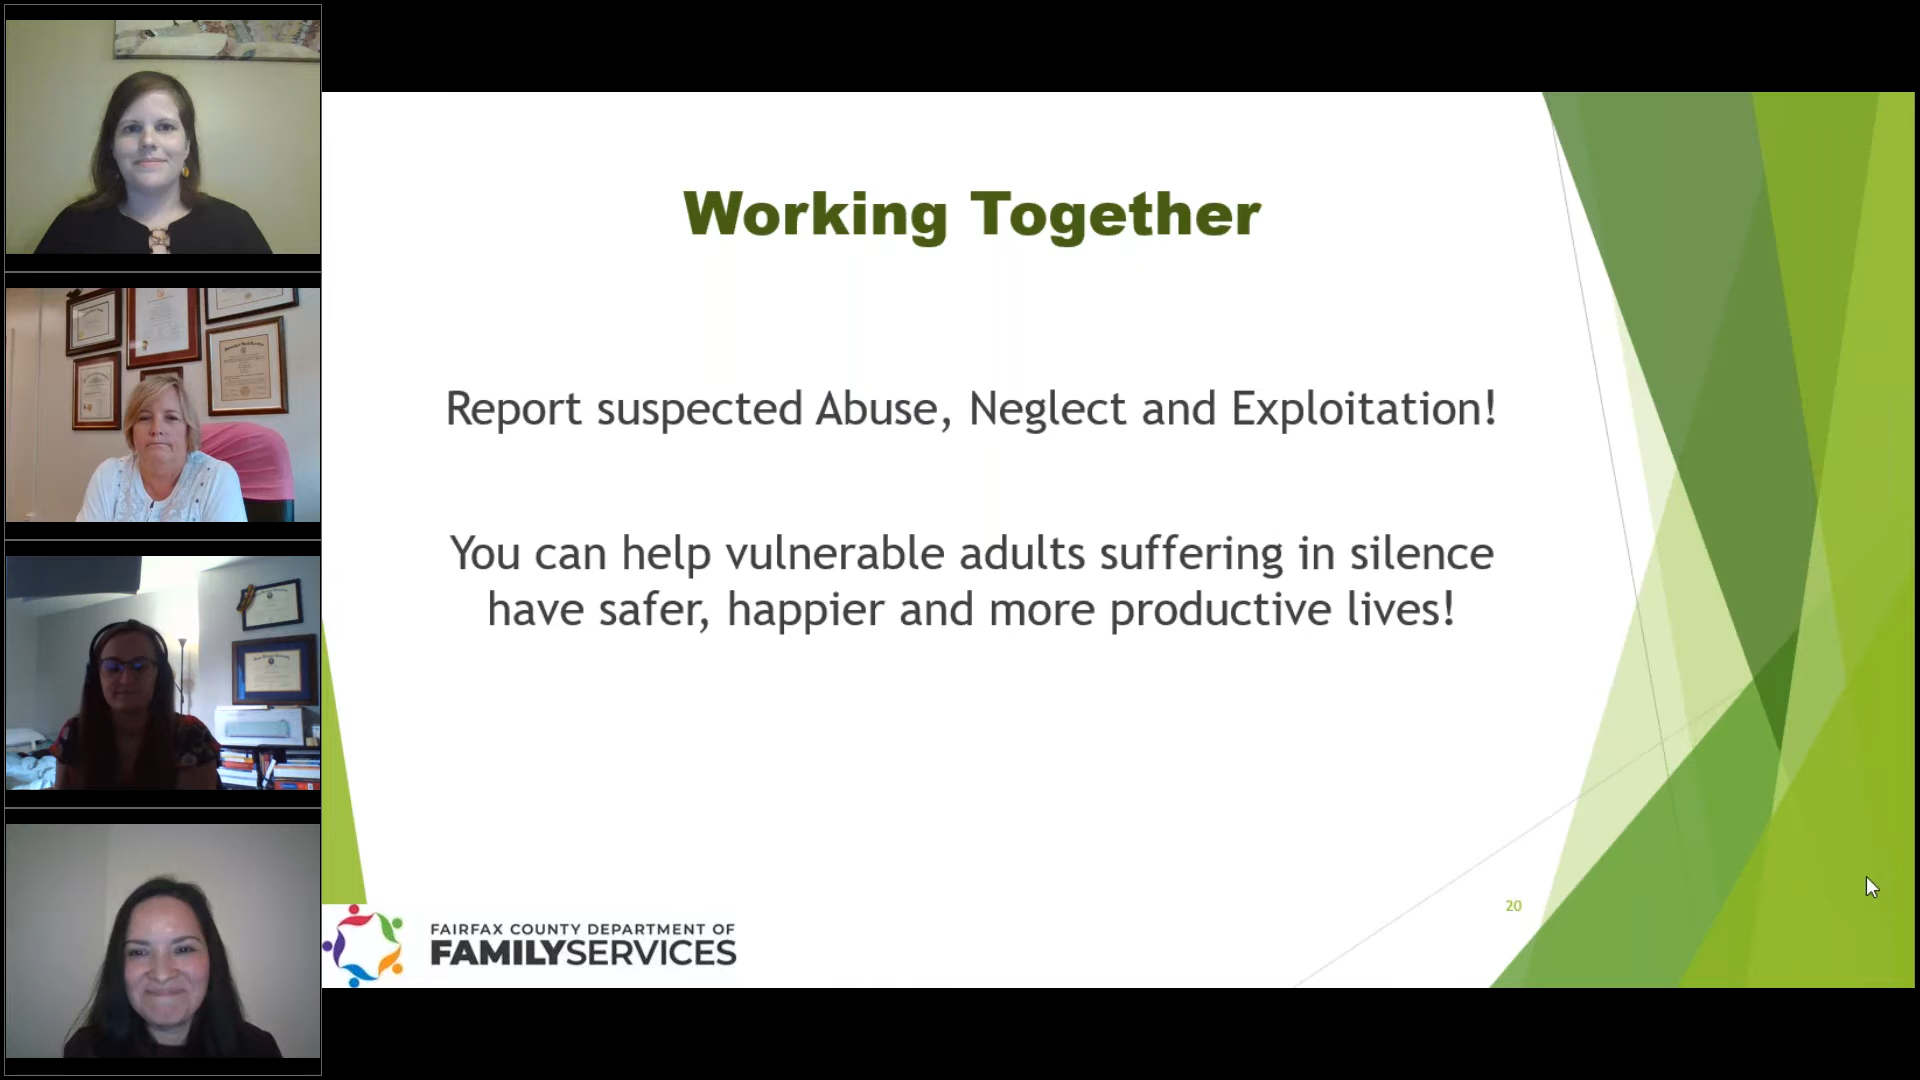 Working Together
Report suspected Abuse, Neglect and Exploitation!
You can help vulnerable adults suffering in silence
have safer, happier and more productive lives!
FAIRFAX COUNTY DEPARTMENT OF
FAMILYSERVICES
20